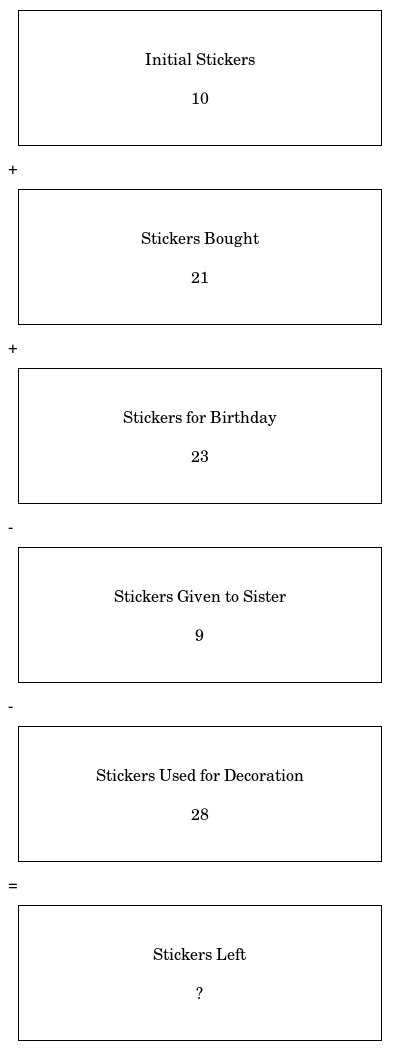 Initial Stickers
10
+
Stickers Bought
21
+
Stickers for Birthday
23
-
Stickers Given to Sister
9
-
Stickers Used for Decoration
28
=
Stickers Left
?